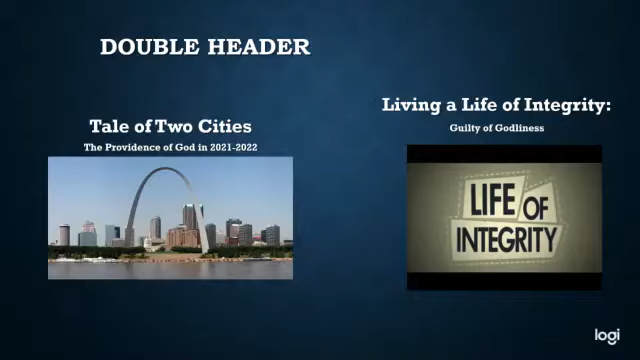 DOUBLE HEADER
Tale of Two Cities
The Providence of God in 2021-2022
Living a Life of Integrity:
Guilty of Godliness
LIFE OF
INTEGRITY
logi